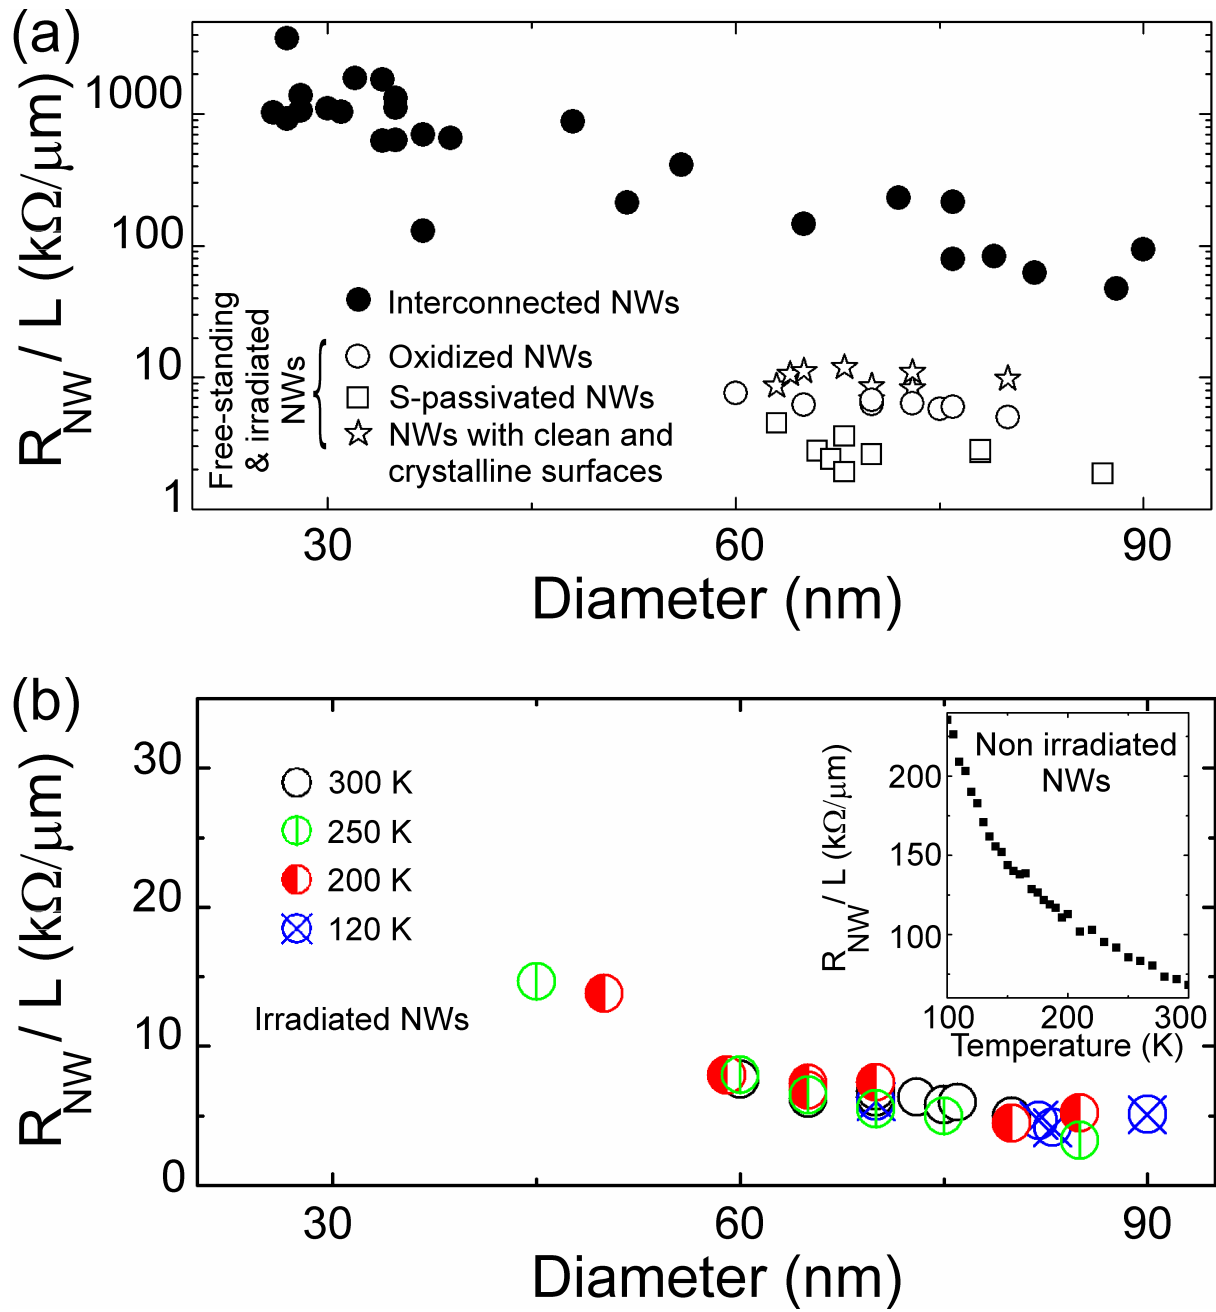 (a)
R_NW / L (kΩ/μm)
1000
100
10
1
Interconnected NWs
Free-standing
& irradiated
NWs
Oxidized NWs
S-passivated NWs
NWs with clean and
crystalline surfaces
30 60 90
Diameter (nm)
(b)
R_NW / L (kΩ/μm)
30
20
10
0
300 K
250 K
200 K
120 K
Irradiated NWs
Non irradiated
NWs
R_NW / L (kΩ/μm)
200
150
100
100 200 300
Temperature (K)
30 60 90
Diameter (nm)